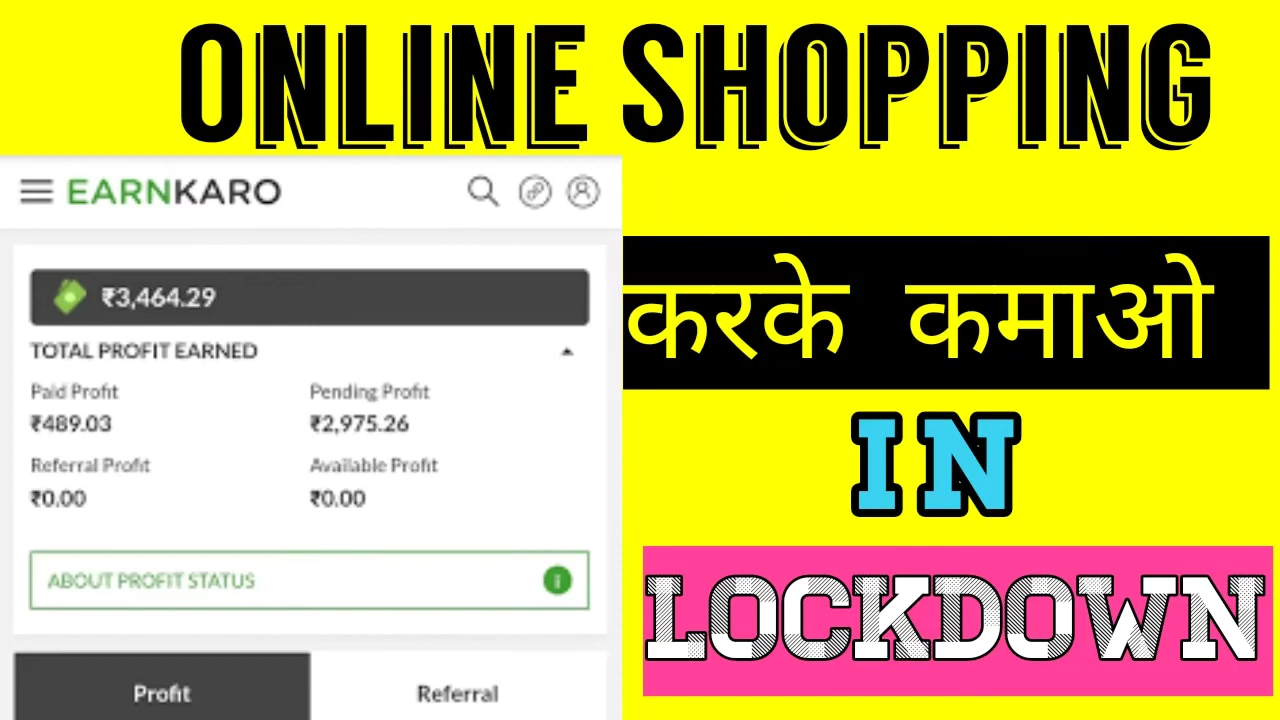 ONLINE SHOPPING
EARNKARO
₹3,464.29
TOTAL PROFIT EARNED
Paid Profit Pending Profit
₹489.03 ₹2,975.26
Referral Profit Available Profit
₹0.00 ₹0.00
ABOUT PROFIT STATUS i
Profit Referral
करके कमाओ
IN
LOCKDOWN